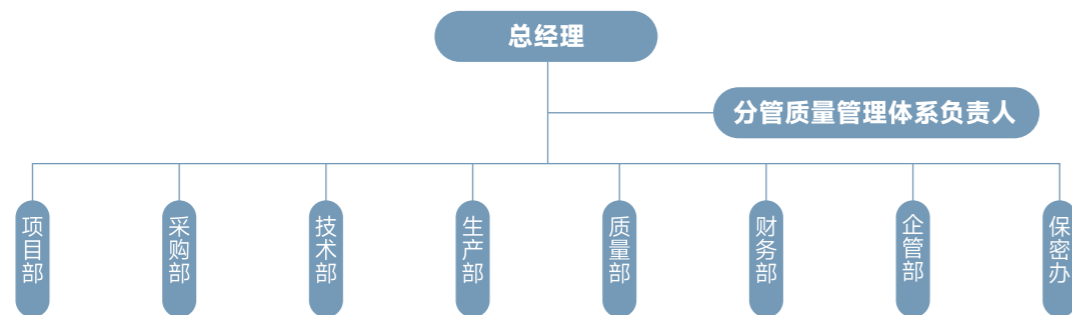 总经理
分管质量管理体系负责人
项目部
采购部
技术部
生产部
质量部
财务部
企管部
保密办